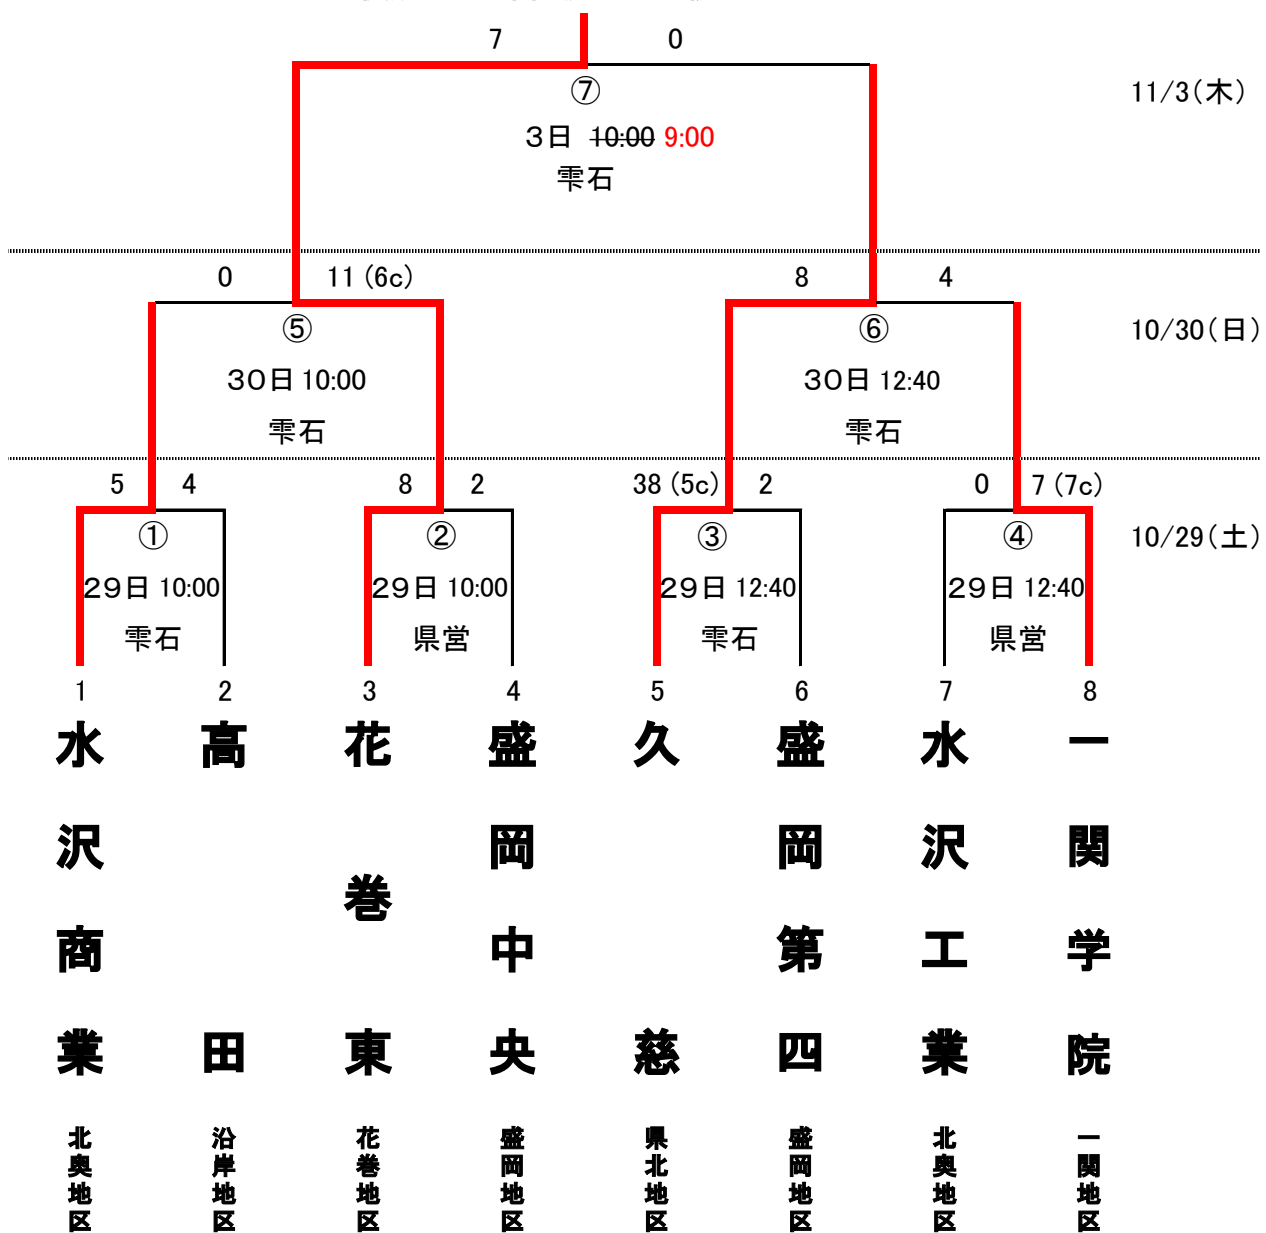 7 0
⑦
11/3(木)
3日 10:00 9:00
雫石
0 11 (6c) 8 4
⑤ ⑥
10/30(日)
30日 10:00 30日 12:40
雫石 雫石
5 4 8 2 38 (5c) 2 0 7 (7c)
① ② ③ ④
10/29(土)
29日 10:00 29日 10:00 29日 12:40 29日 12:40
雫石 県営 雫石 県営
1 2 3 4 5 6 7 8
水沢商業
高田
花巻東
盛岡中央
久慈
盛岡第四
水沢工業
一関学院
北奥地区
沿岸地区
花巻地区
盛岡地区
県北地区
盛岡地区
北奥地区
一関地区